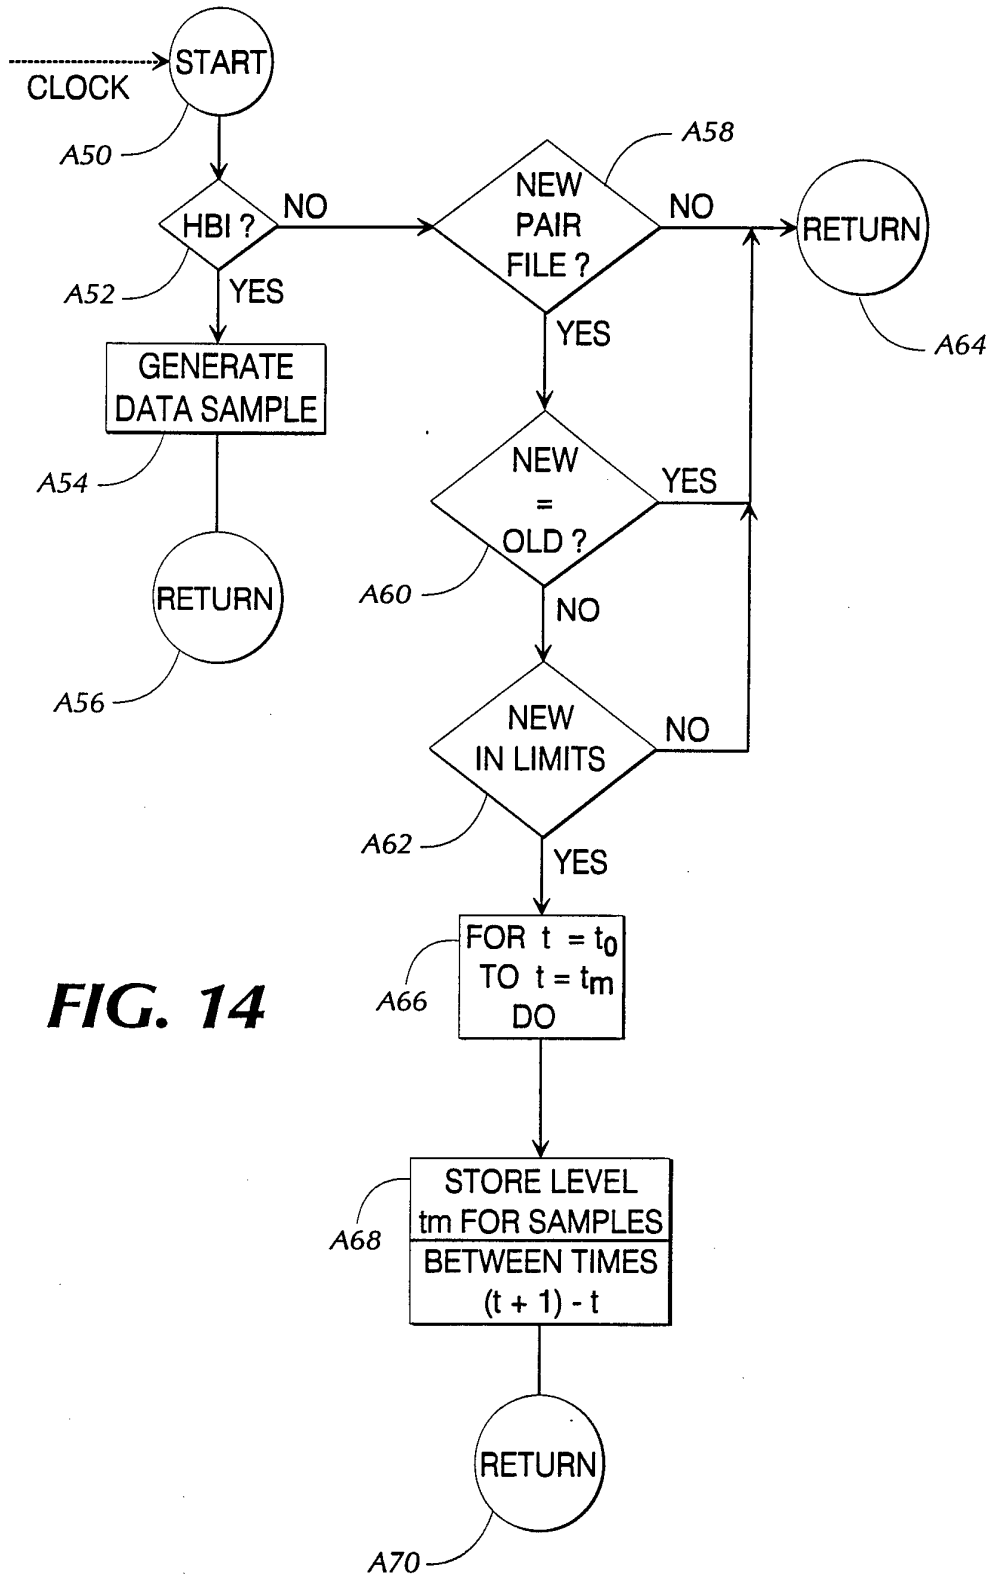 START
CLOCK
A50
HBI ?
NO
A52
YES
GENERATE
DATA SAMPLE
A54
RETURN
A56
NEW
PAIR
FILE ?
A58
NO
YES
RETURN
A64
NEW
=
OLD ?
YES
A60
NO
NEW
IN LIMITS
NO
A62
YES
FOR t = t0
TO t = tm
DO
A66
FIG. 14
STORE LEVEL
tm FOR SAMPLES
BETWEEN TIMES
(t + 1) - t
A68
RETURN
A70